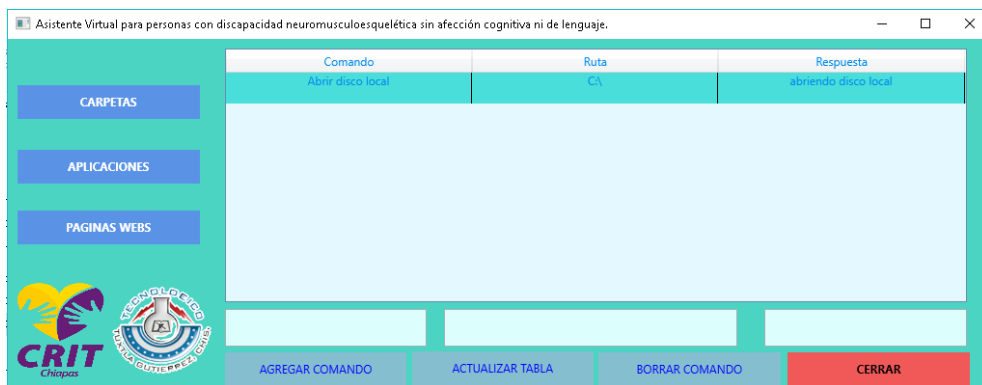 Asistente Virtual para personas con discapacidad neuromusculoesquelética sin afección cognitiva ni de lenguaje.
Comando Ruta Respuesta
Abrir disco local C:\ abriendo disco local
CARPETAS
APLICACIONES
PAGINAS WEBS
CRIT
Chiapas
TECNOLOGICO
TUXTLA GUTIERREZ, CHIS.
AGREGAR COMANDO ACTUALIZAR TABLA BORRAR COMANDO CERRAR